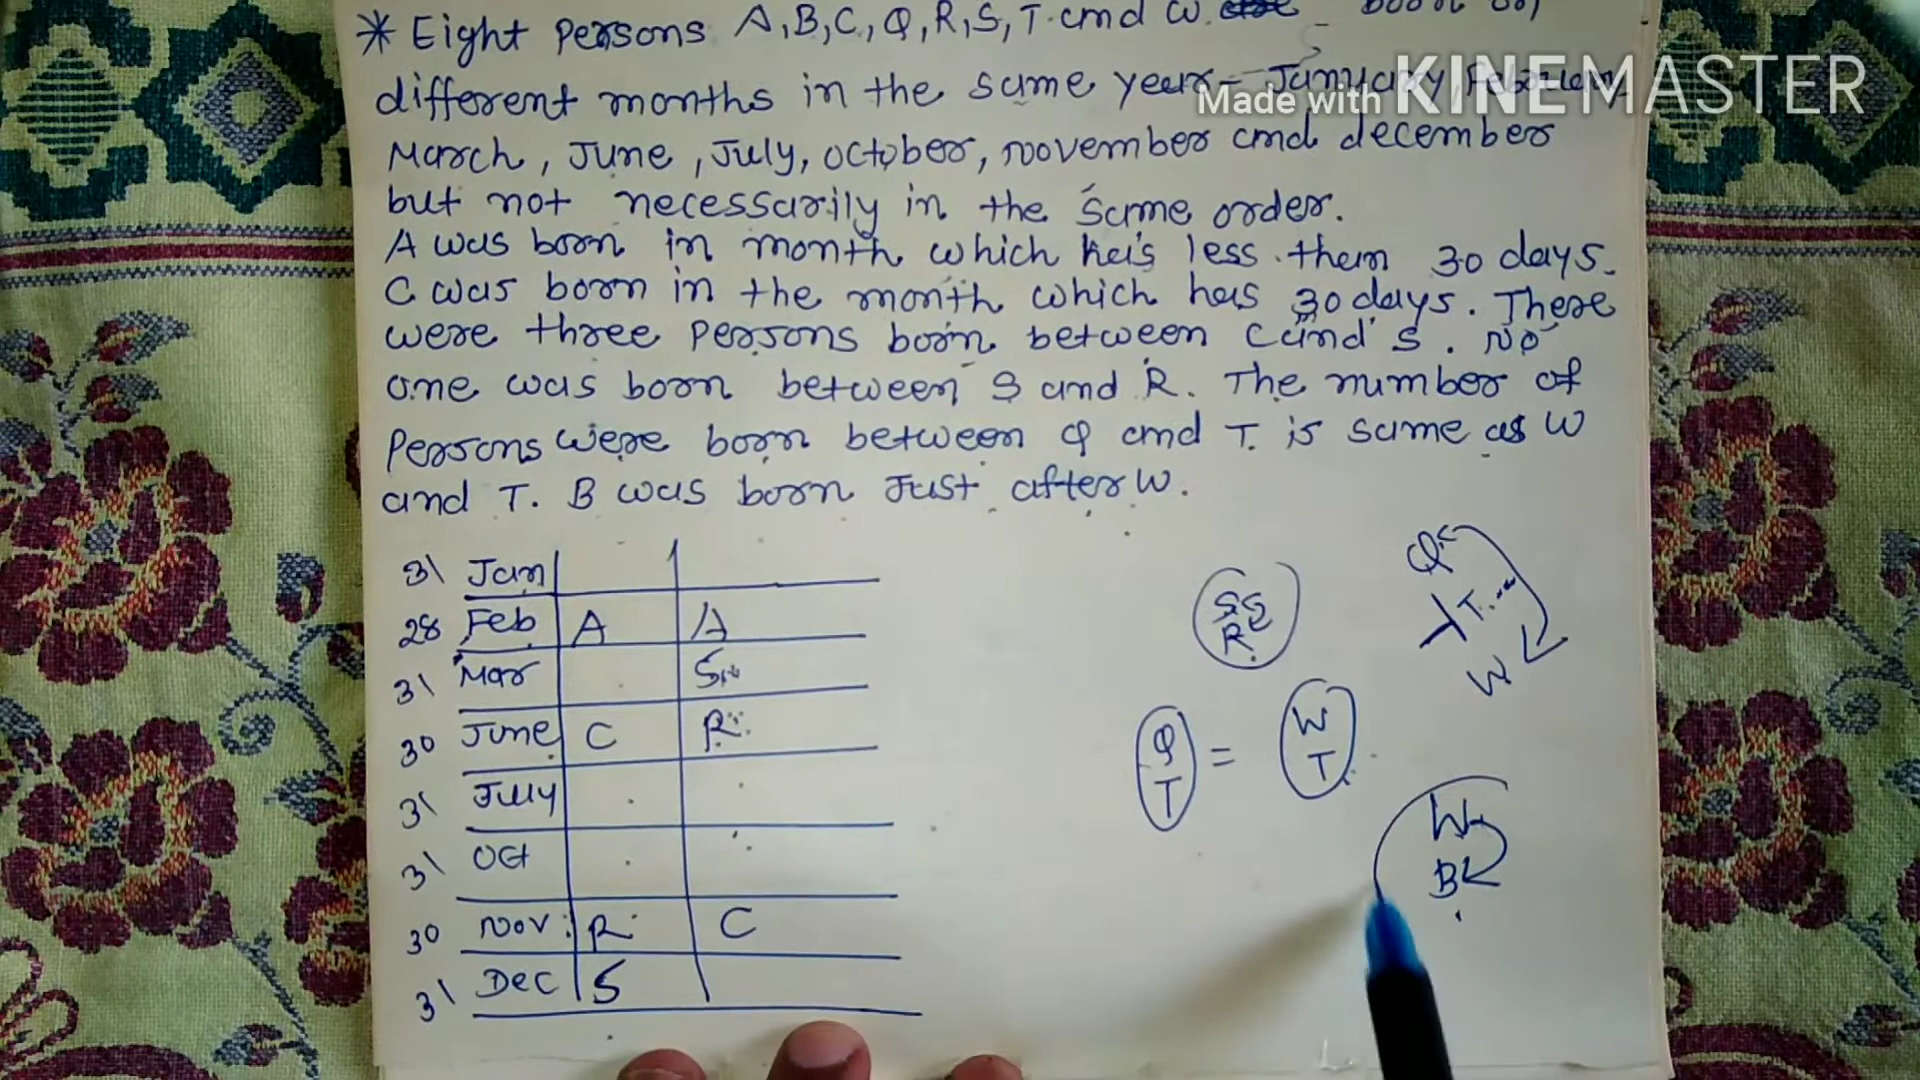 * Eight Persons A,B,C,Q,R,S,T and W.
different months in the same year- January, February,
Made with KINEMASTER
March, June, July, october, november and december
but not necessarily in the same order.
A was born in month which has less than 30 days.
C was born in the month which has 30 days. There
were three persons born between C and S. No
one was born between S and R. The number of
Persons were born between Q and T. is same as W
and T. B was born Just after W.
31 Jan
28 Feb A A
31 Mar S
30 June C R
31 July
31 Oct
30 Nov R C
31 Dec S
S
R
Q
T = W
T
Q
T
W
W
B